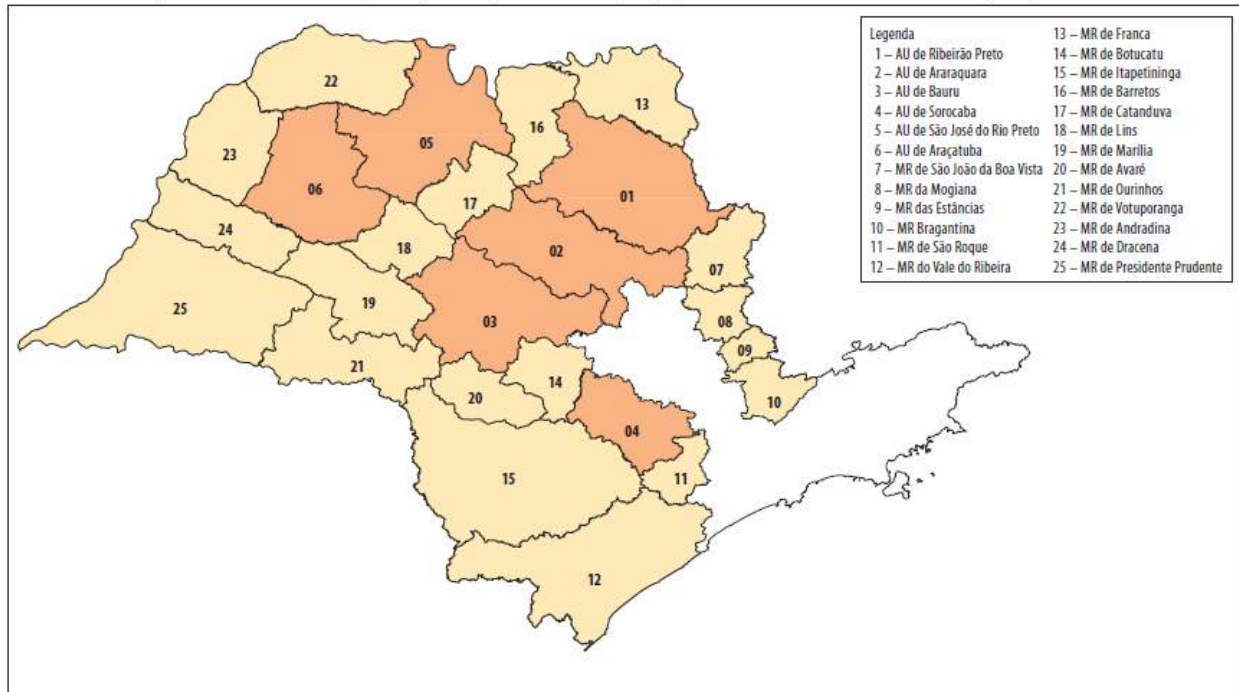 Legenda
1 – AU de Ribeirão Preto
2 – AU de Araraquara
3 – AU de Bauru
4 – AU de Sorocaba
5 – AU de São José do Rio Preto
6 – AU de Araçatuba
7 – MR de São João da Boa Vista
8 – MR da Mogiana
9 – MR das Estâncias
10 – MR Bragantina
11 – MR de São Roque
12 – MR do Vale do Ribeira
13 – MR de Franca
14 – MR de Botucatu
15 – MR de Itapetininga
16 – MR de Barretos
17 – MR de Catanduva
18 – MR de Lins
19 – MR de Marília
20 – MR de Avaré
21 – MR de Ourinhos
22 – MR de Votuporanga
23 – MR de Andradina
24 – MR de Dracena
25 – MR de Presidente Prudente
22
13
05
16
23
06
01
17
24
18
02
07
19
25
03
08
09
21
14
20
10
04
15
11
12